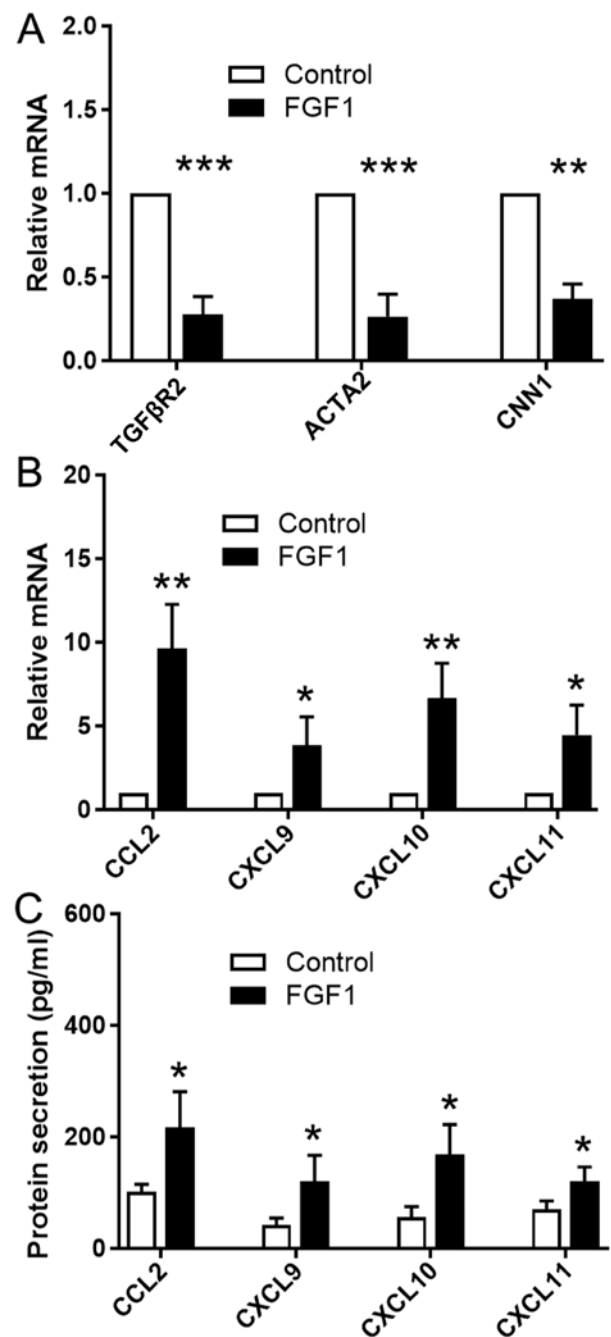 A
2.0
1.5
1.0
0.5
0.0
Relative mRNA
Control
FGF1
*** *** **
TGFβR2 ACTA2 CNN1
B
20
15
10
5
0
Relative mRNA
Control
FGF1
** * ** *
CCL2 CXCL9 CXCL10 CXCL11
C
600
400
200
0
Protein secretion (pg/ml)
Control
FGF1
* * * *
CCL2 CXCL9 CXCL10 CXCL11